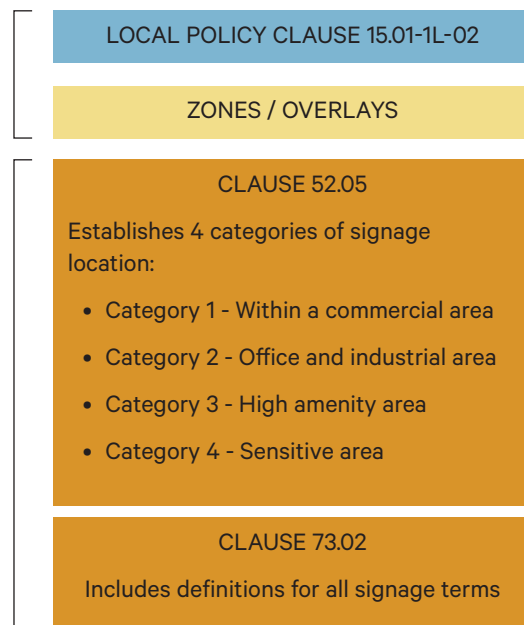 LOCAL POLICY CLAUSE 15.01-1L-02
ZONES / OVERLAYS
CLAUSE 52.05
Establishes 4 categories of signage
location:
• Category 1 - Within a commercial area
• Category 2 - Office and industrial area
• Category 3 - High amenity area
• Category 4 - Sensitive area
CLAUSE 73.02
Includes definitions for all signage terms